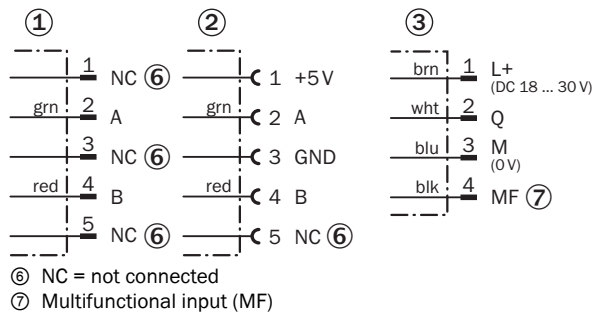 ① ② ③
1 NC ⑥
grn 2 A
3 NC ⑥
red 4 B
5 NC ⑥
1 +5 V
grn 2 A
3 GND
red 4 B
5 NC ⑥
brn 1 L+
(DC 18 ... 30 V)
wht 2 Q
blu 3 M
(0 V)
blk 4 MF ⑦
⑥ NC = not connected
⑦ Multifunctional input (MF)